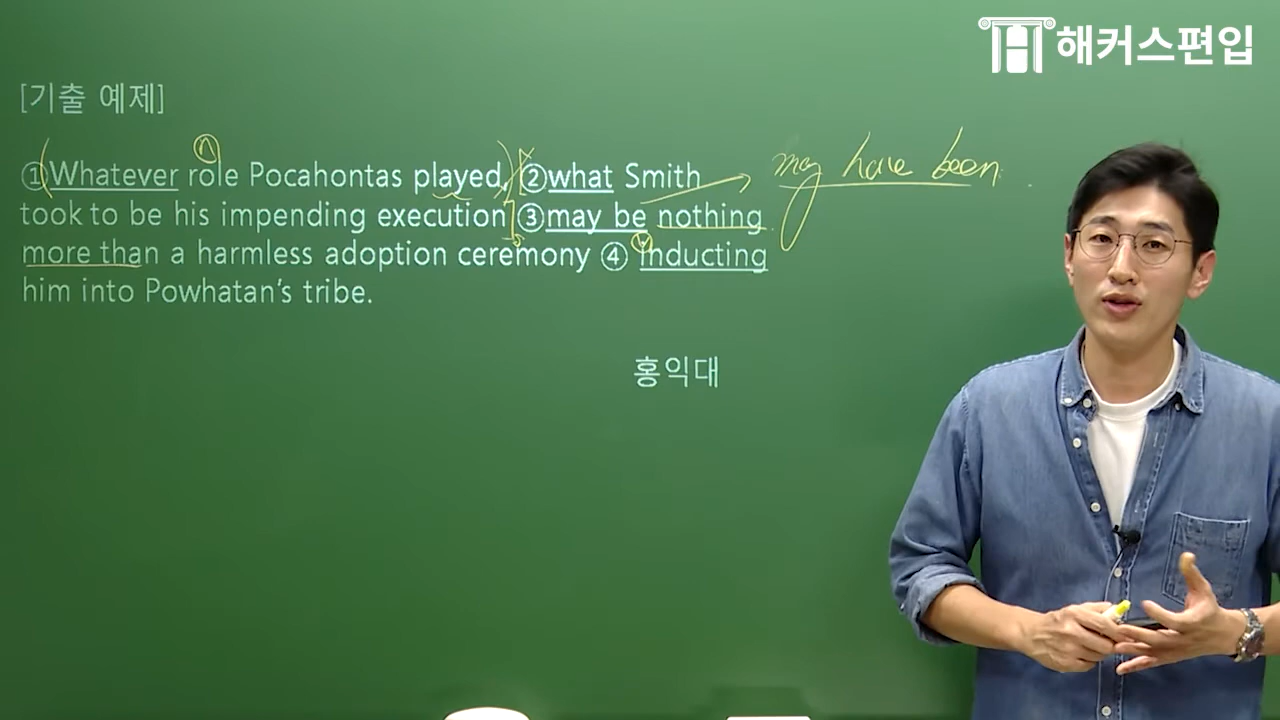 해커스편입
[기출 예제]
①Whatever role Pocahontas played, ②what Smith
took to be his impending execution ③may be nothing
more than a harmless adoption ceremony ④ inducting
him into Powhatan's tribe.
홍익대
may have been